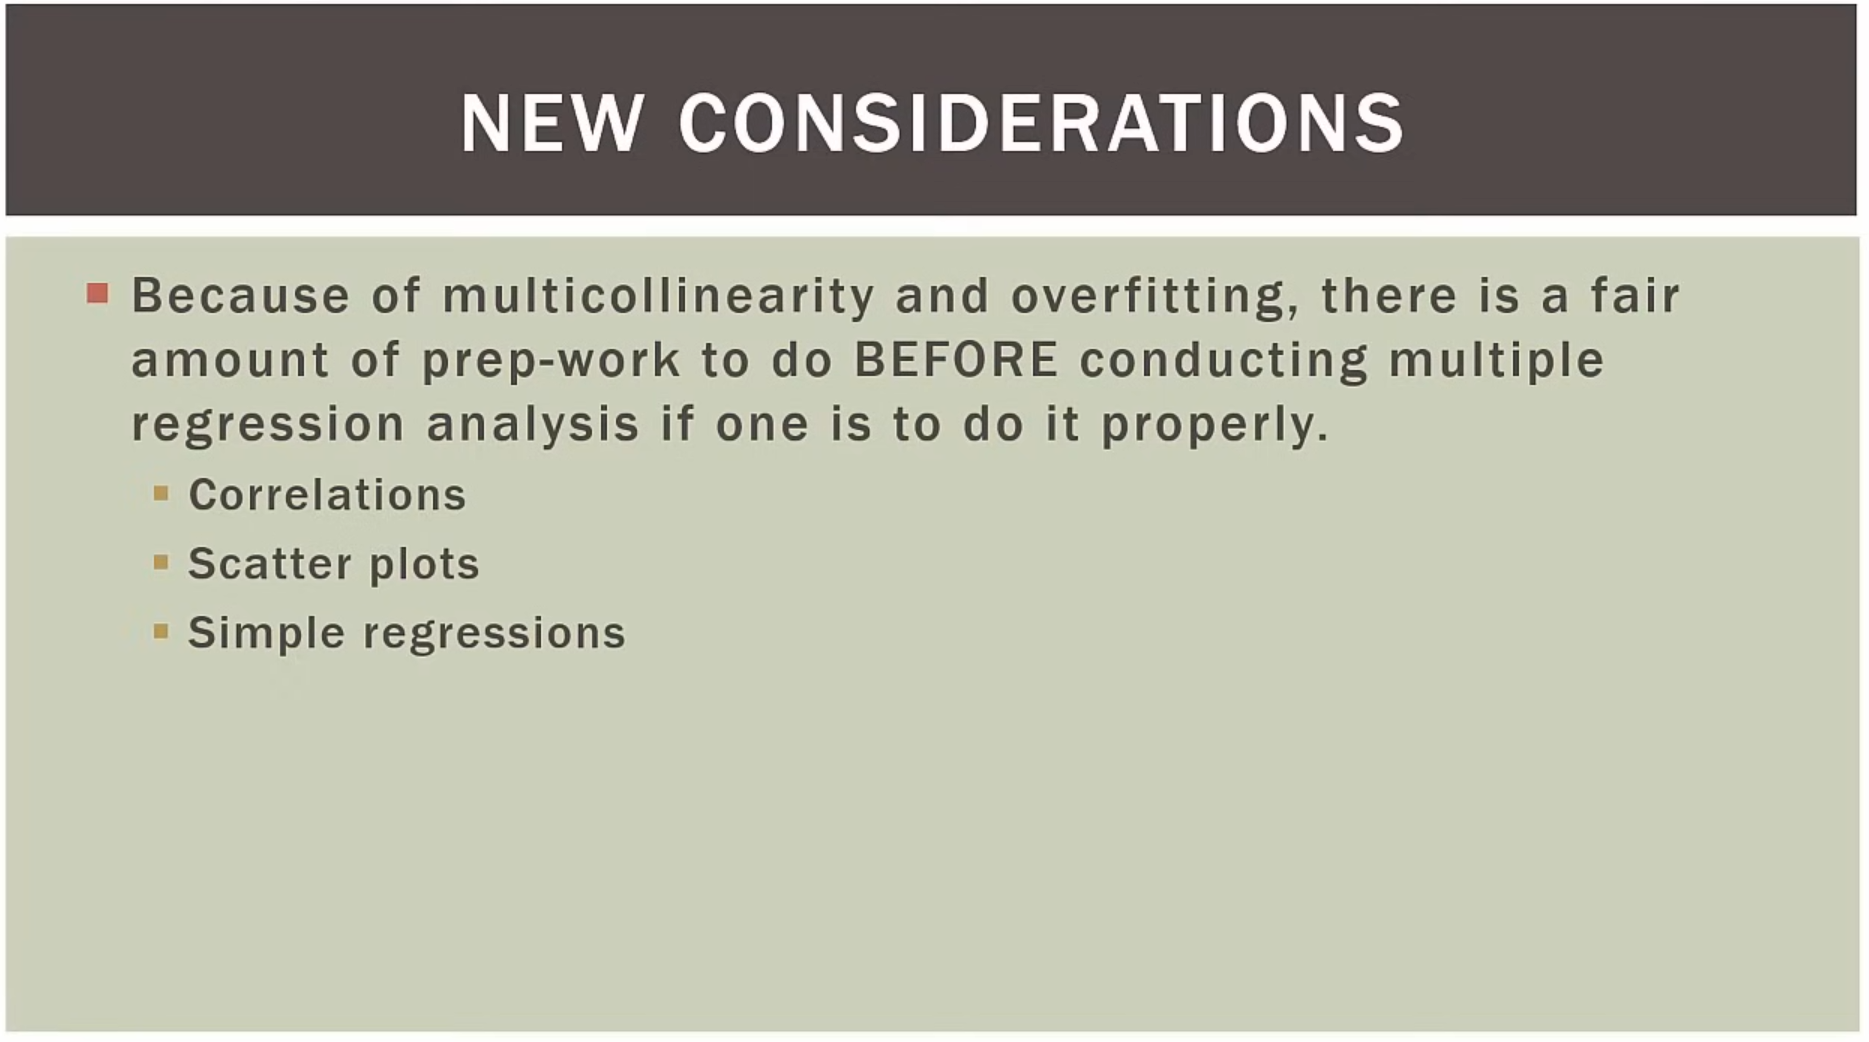 NEW CONSIDERATIONS
Because of multicollinearity and overfitting, there is a fair
amount of prep-work to do BEFORE conducting multiple
regression analysis if one is to do it properly.
Correlations
Scatter plots
Simple regressions